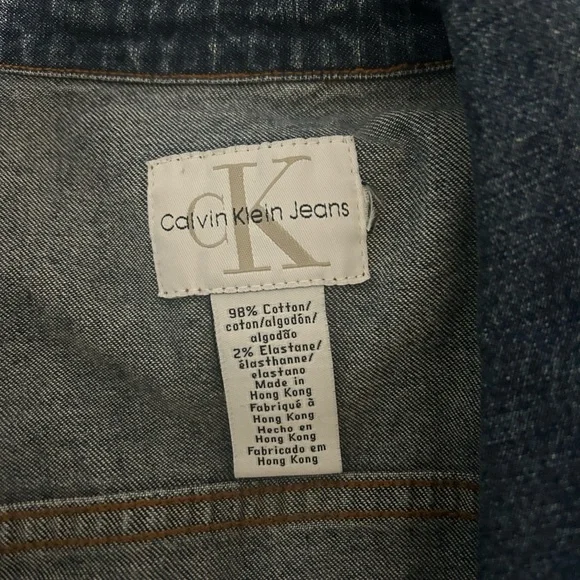 CK
Calvin Klein Jeans
98% Cotton/
coton/algodón/
algodão
2% Elastane/
élasthanne/
elastano
Made in
Hong Kong
Fabriqué à
Hong Kong
Hecho en
Hong Kong
Fabricado em
Hong Kong